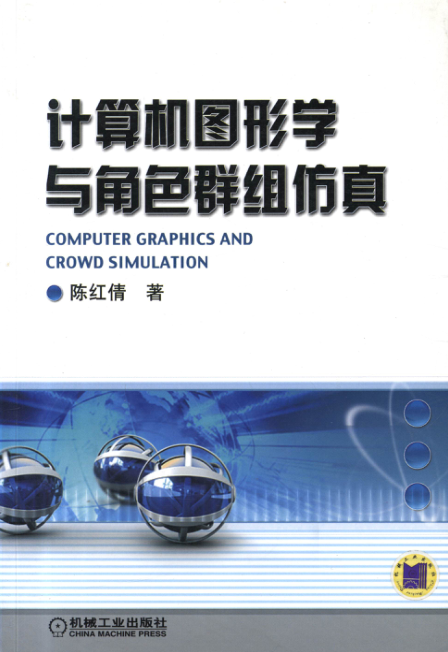 计算机图形学
与角色群组仿真
COMPUTER GRAPHICS AND
CROWD SIMULATION
陈红倩 著
机械工业出版社
CHINA MACHINE PRESS